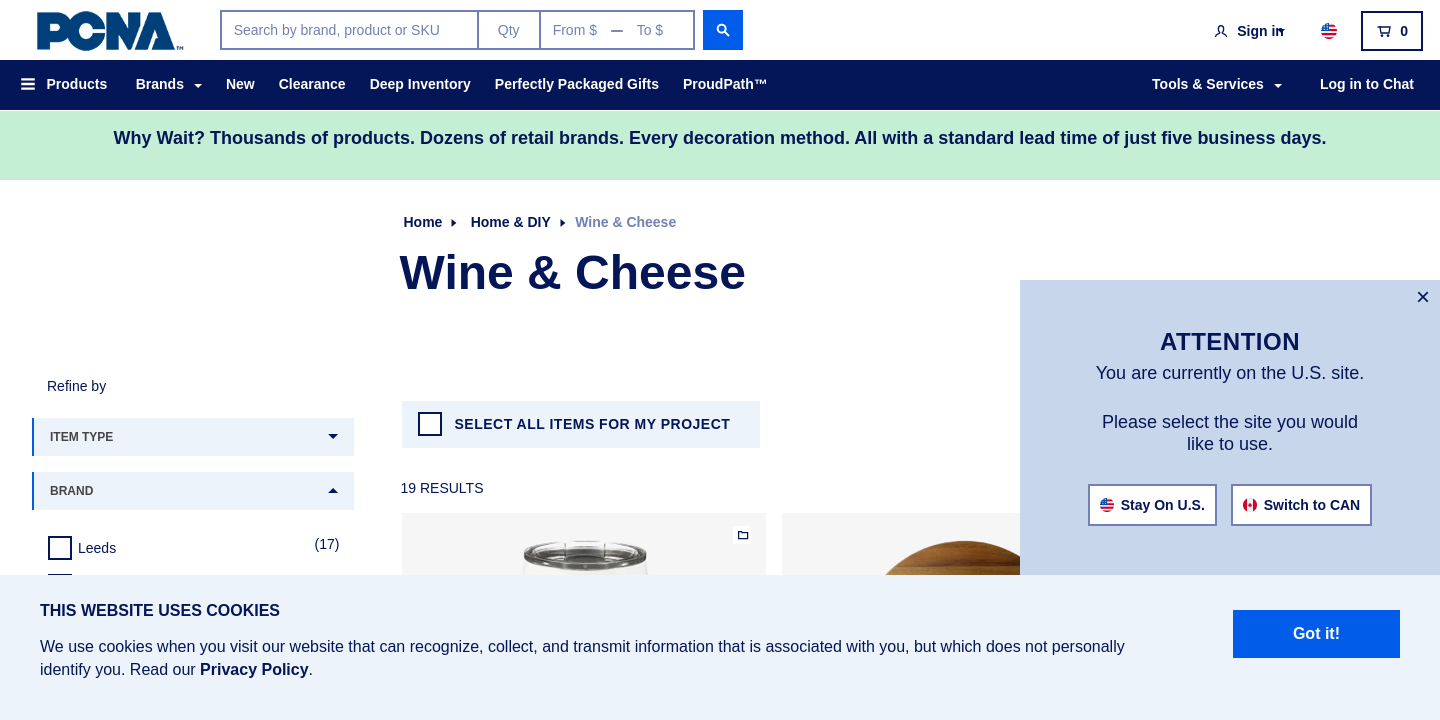 PCNA™
Search by brand, product or SKU
Qty
From $ — To $
Sign in
0
Products
Brands
New
Clearance
Deep Inventory
Perfectly Packaged Gifts
ProudPath™
Tools & Services
Log in to Chat
Why Wait? Thousands of products. Dozens of retail brands. Every decoration method. All with a standard lead time of just five business days.
Home
Home & DIY
Wine & Cheese
Wine & Cheese
ATTENTION
You are currently on the U.S. site.
Please select the site you would
like to use.
Stay On U.S.
Switch to CAN
Refine by
ITEM TYPE
BRAND
Leeds
(17)
SELECT ALL ITEMS FOR MY PROJECT
19 RESULTS
THIS WEBSITE USES COOKIES
We use cookies when you visit our website that can recognize, collect, and transmit information that is associated with you, but which does not personally
identify you. Read our Privacy Policy.
Got it!